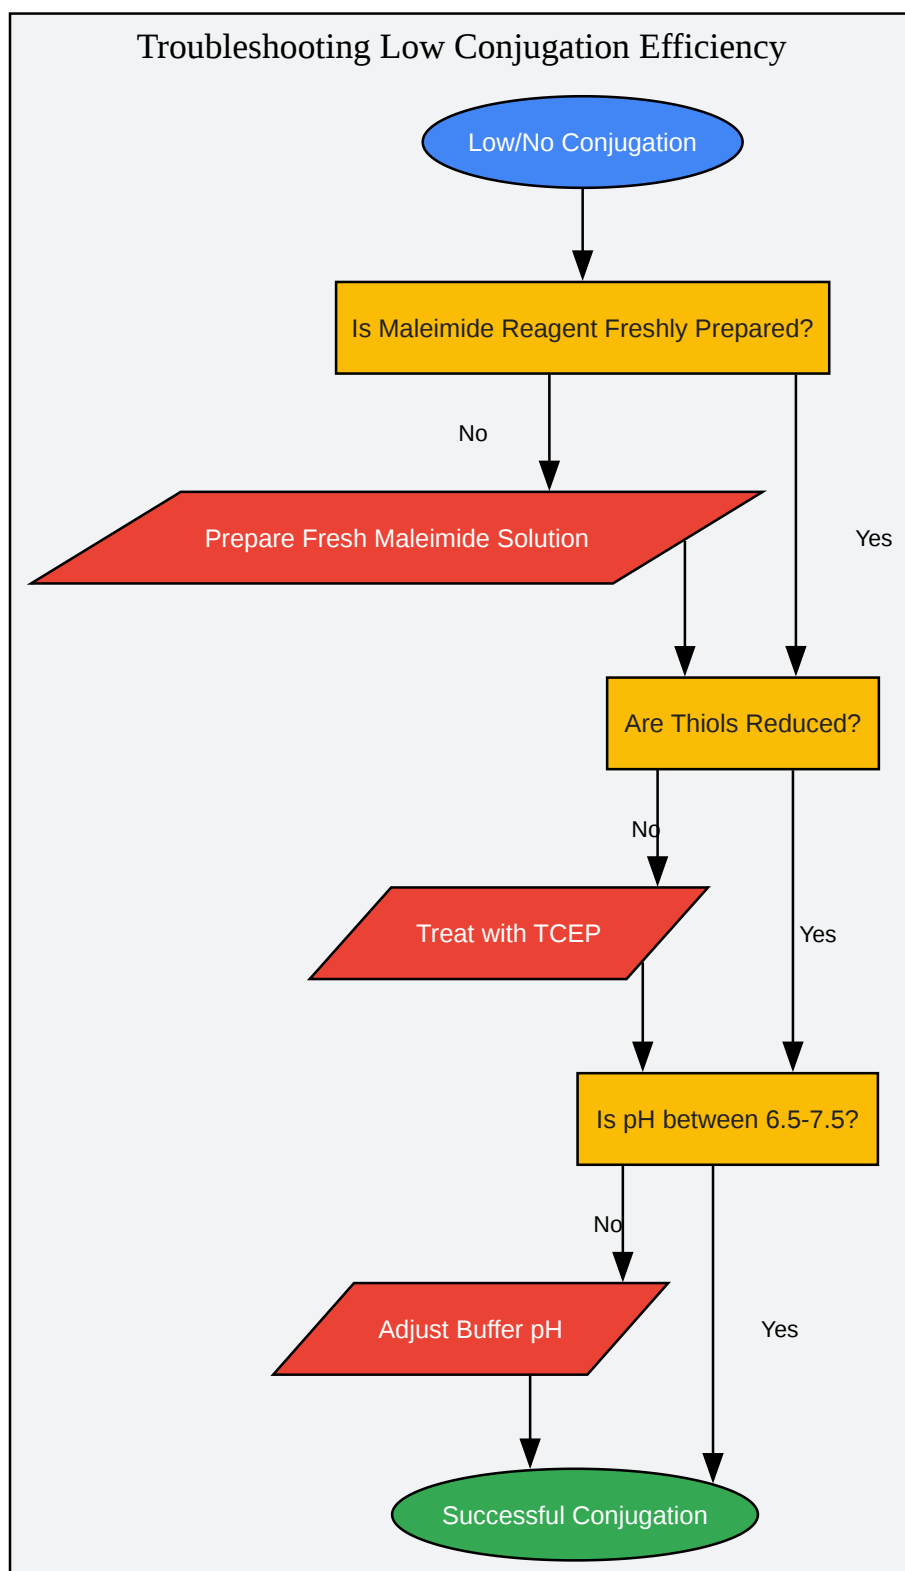 Troubleshooting Low Conjugation Efficiency
Low/No Conjugation
Is Maleimide Reagent Freshly Prepared?
No
Prepare Fresh Maleimide Solution
Yes
Are Thiols Reduced?
No
Treat with TCEP
Yes
Is pH between 6.5-7.5?
No
Adjust Buffer pH
Yes
Successful Conjugation